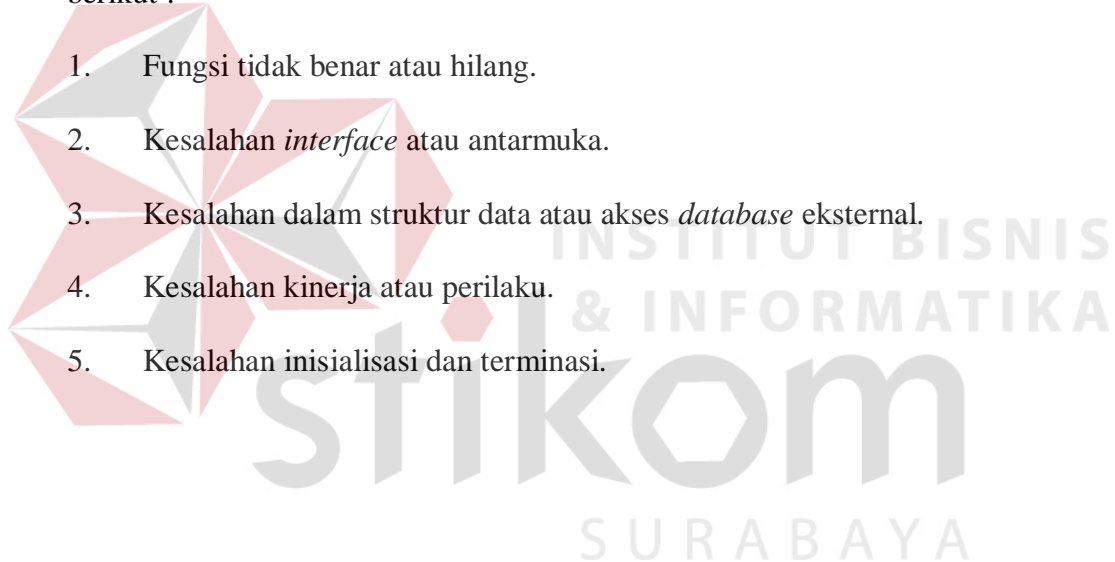 berikut :
1. Fungsi tidak benar atau hilang.
2. Kesalahan interface atau antarmuka.
3. Kesalahan dalam struktur data atau akses database eksternal.
4. Kesalahan kinerja atau perilaku.
5. Kesalahan inisialisasi dan terminasi.
INSTITUT BISNIS
& INFORMATIKA
stikom
SURABAYA